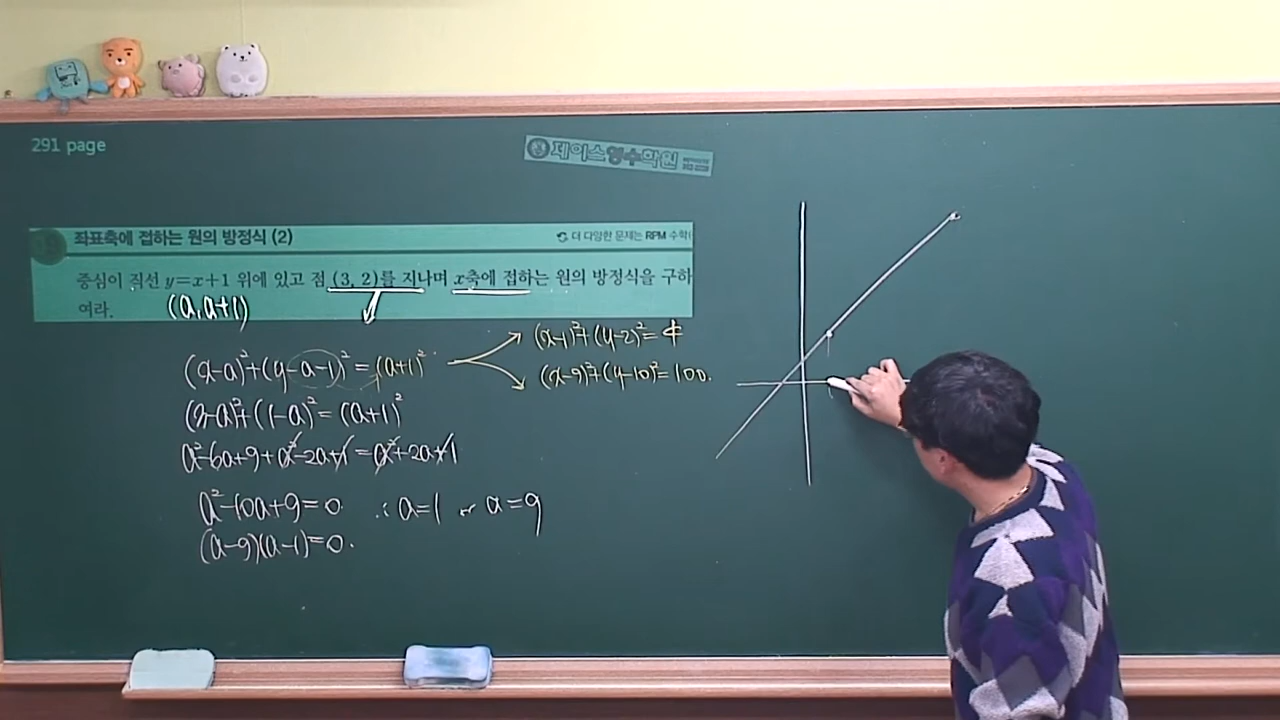 291 page
제이스영수학원
좌표축에 접하는 원의 방정식 (2)
더 다양한 문제는 RPM 수학(
중심이 직선 y=x+1 위에 있고 점 (3, 2)를 지나며 x축에 접하는 원의 방정식을 구하
여라.
(a, a+1)
(x-a)²+(y-a-1)²=(a+1)²
(x-1)²+(y-2)²=4
(x-9)²+(y-10)²=100.
(3-a)²+(1-a)²=(a+1)²
a²-6a+9+a²-2a+1=a²+2a+1
a²-10a+9=0. ∴ a=1 or a=9
(a-9)(a-1)=0.